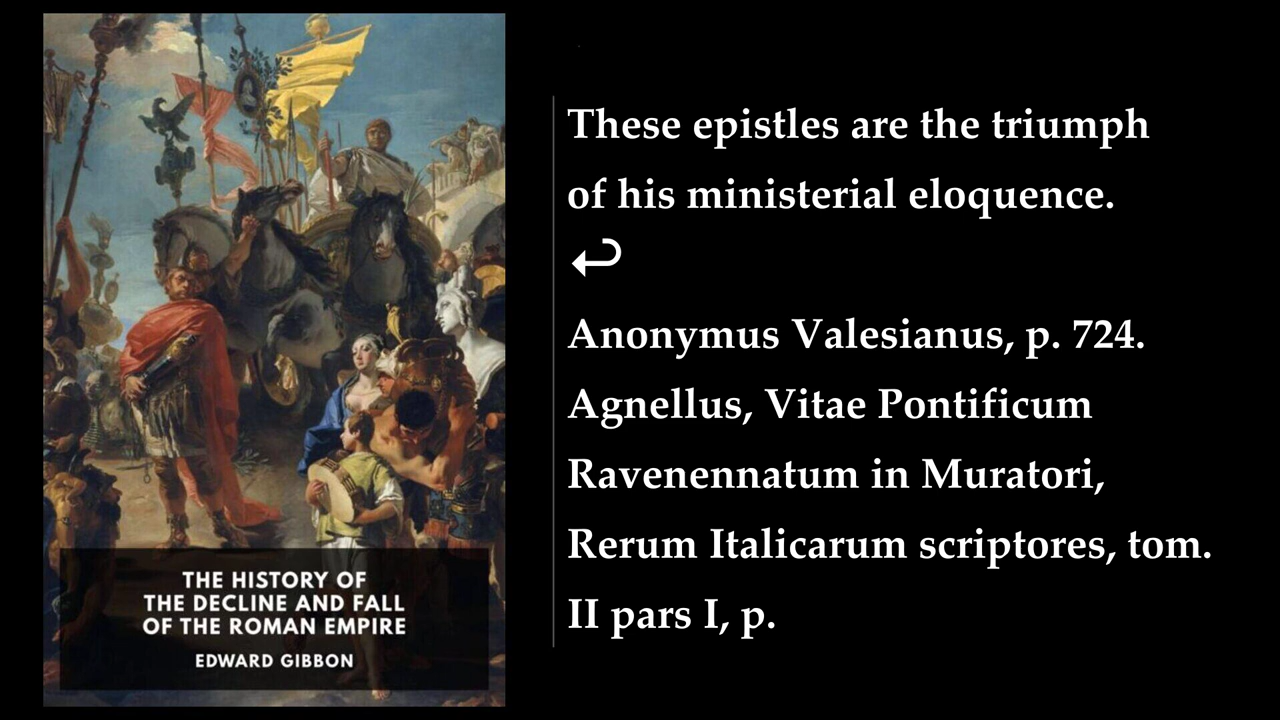 THE HISTORY OF
THE DECLINE AND FALL
OF THE ROMAN EMPIRE
EDWARD GIBBON
These epistles are the triumph
of his ministerial eloquence.
↩
Anonymus Valesianus, p. 724.
Agnellus, Vitae Pontificum
Ravenennatum in Muratori,
Rerum Italicarum scriptores, tom.
II pars I, p.